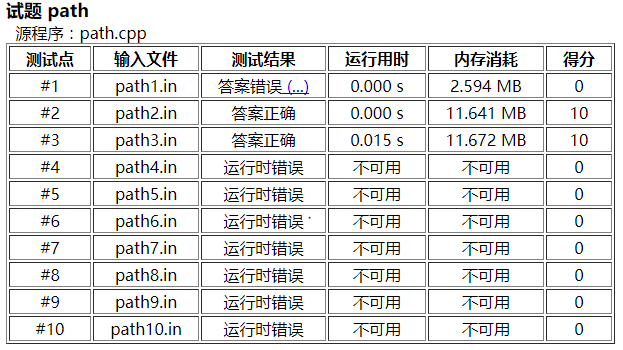 试题 path
源程序：path.cpp
测试点 输入文件 测试结果 运行用时 内存消耗 得分
#1 path1.in 答案错误 (...) 0.000 s 2.594 MB 0
#2 path2.in 答案正确 0.000 s 11.641 MB 10
#3 path3.in 答案正确 0.015 s 11.672 MB 10
#4 path4.in 运行时错误 不可用 不可用 0
#5 path5.in 运行时错误 不可用 不可用 0
#6 path6.in 运行时错误 不可用 不可用 0
#7 path7.in 运行时错误 不可用 不可用 0
#8 path8.in 运行时错误 不可用 不可用 0
#9 path9.in 运行时错误 不可用 不可用 0
#10 path10.in 运行时错误 不可用 不可用 0